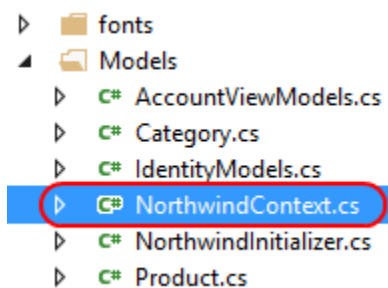 fonts
Models
C# AccountViewModels.cs
C# Category.cs
C# IdentityModels.cs
C# NorthwindContext.cs
C# NorthwindInitializer.cs
C# Product.cs